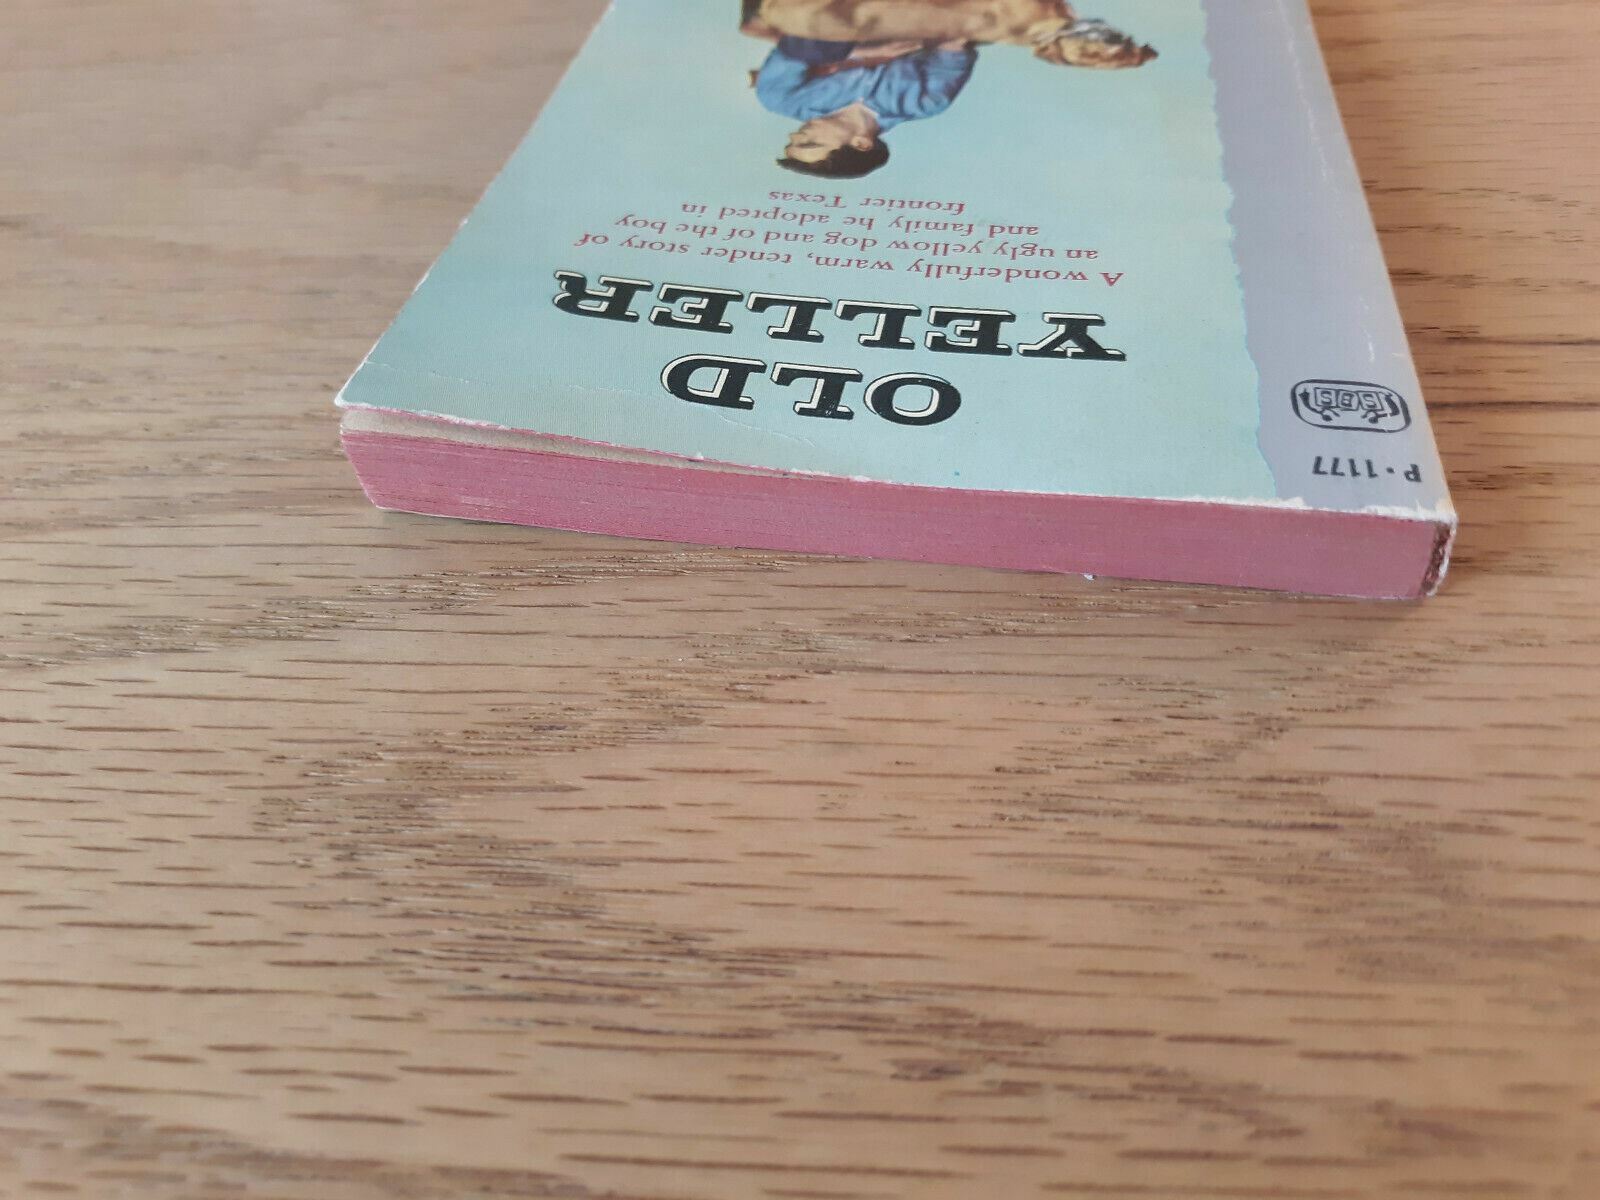 P·1177
SBS
OLD
YELLER
A wonderfully warm, tender story of
an ugly yellow dog and of the boy
and family he adopted in
frontier Texas